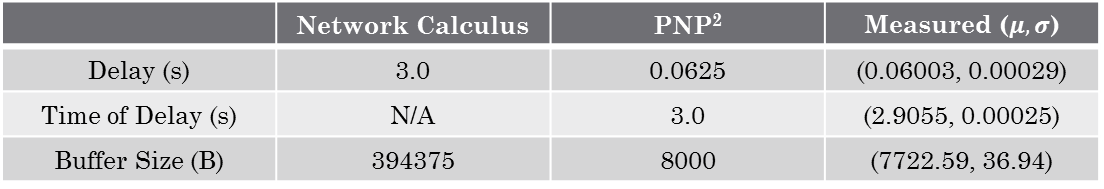 Network Calculus PNP² Measured (μ, σ)
Delay (s) 3.0 0.0625 (0.06003, 0.00029)
Time of Delay (s) N/A 3.0 (2.9055, 0.00025)
Buffer Size (B) 394375 8000 (7722.59, 36.94)